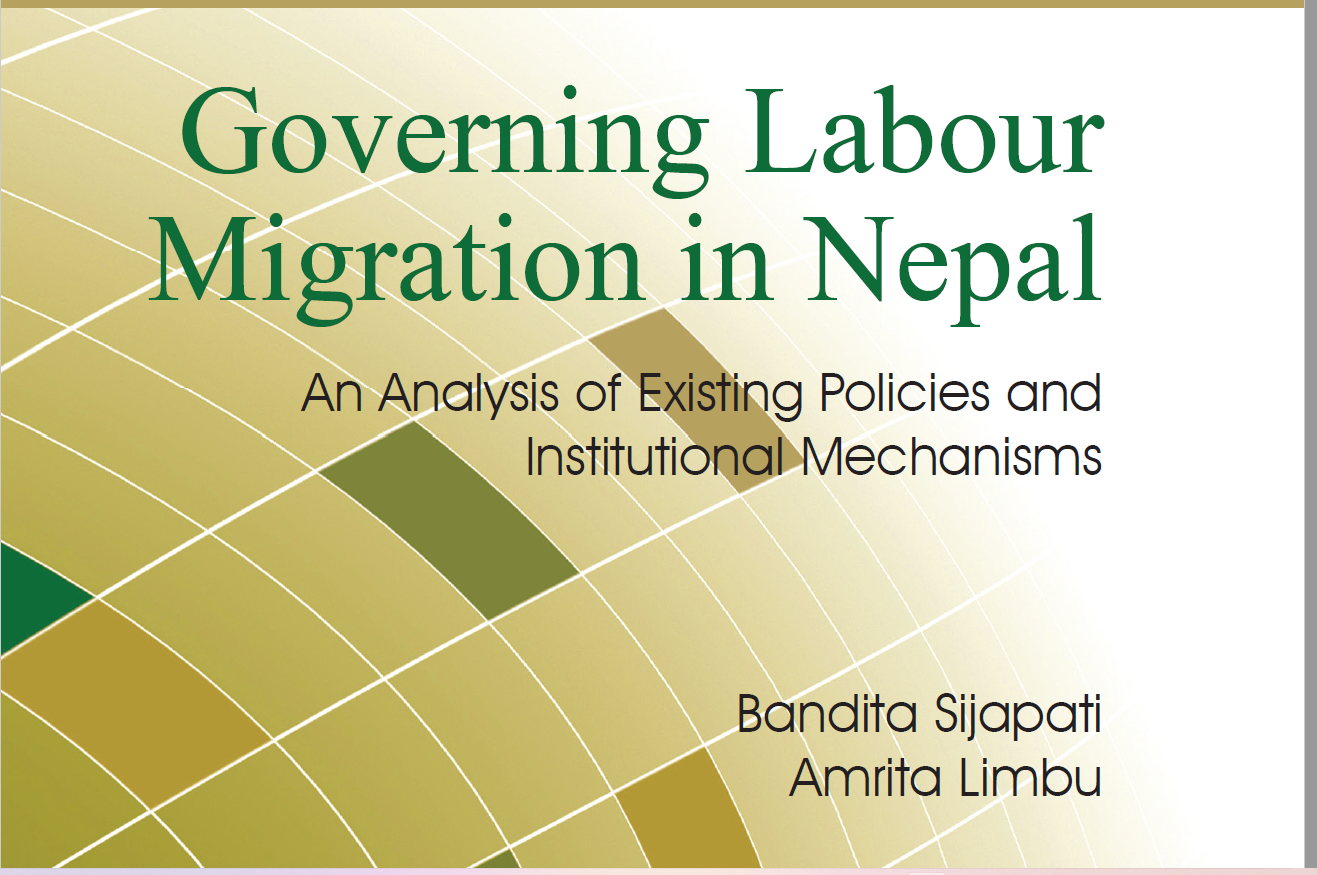 Governing Labour
Migration in Nepal
An Analysis of Existing Policies and
Institutional Mechanisms
Bandita Sijapati
Amrita Limbu